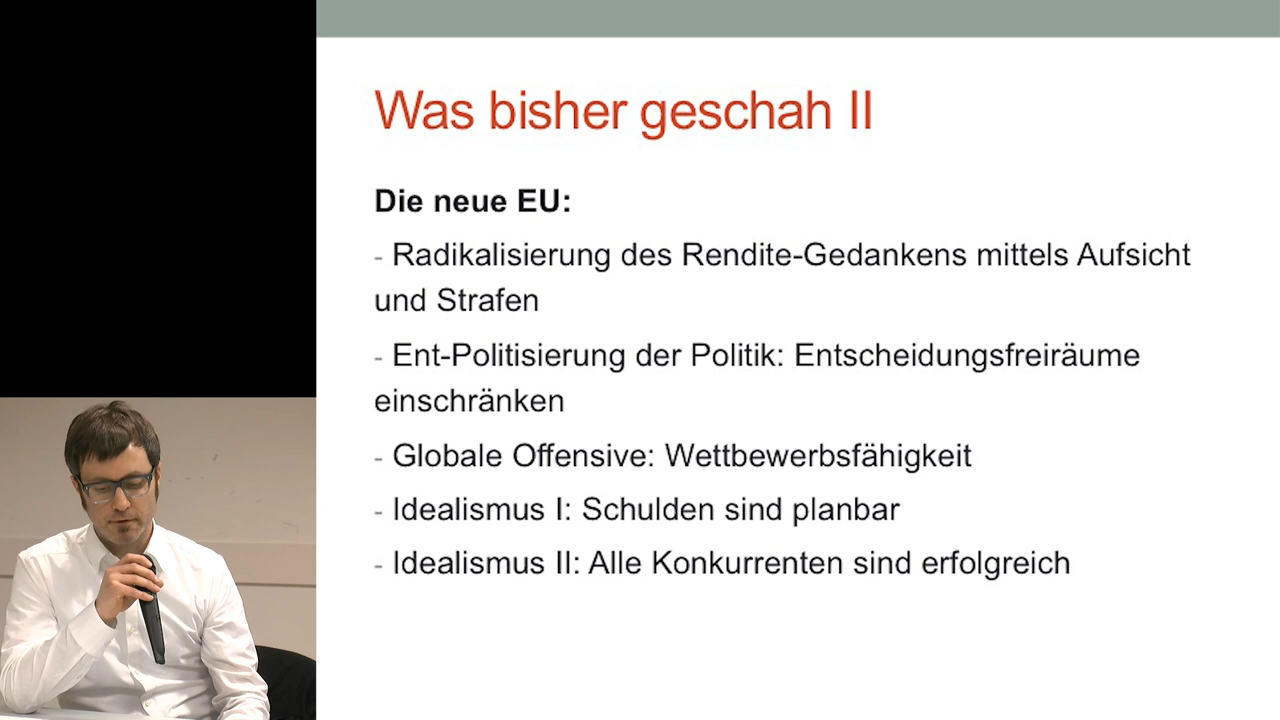 Was bisher geschah II
Die neue EU:
- Radikalisierung des Rendite-Gedankens mittels Aufsicht
und Strafen
- Ent-Politisierung der Politik: Entscheidungsfreiräume
einschränken
- Globale Offensive: Wettbewerbsfähigkeit
- Idealismus I: Schulden sind planbar
- Idealismus II: Alle Konkurrenten sind erfolgreich